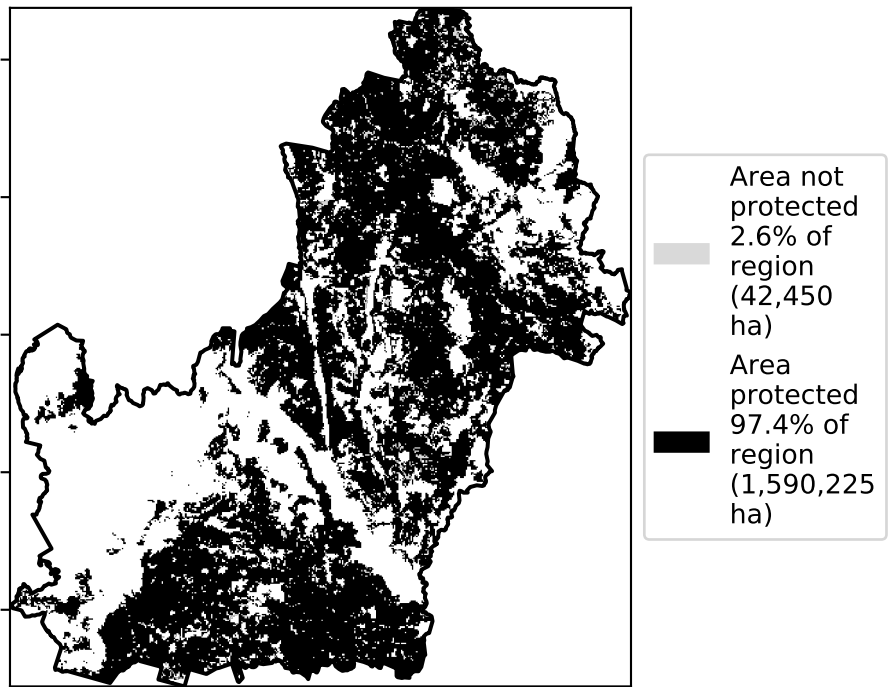 Area not
protected
2.6% of
region
(42,450
ha)
Area
protected
97.4% of
region
(1,590,225
ha)